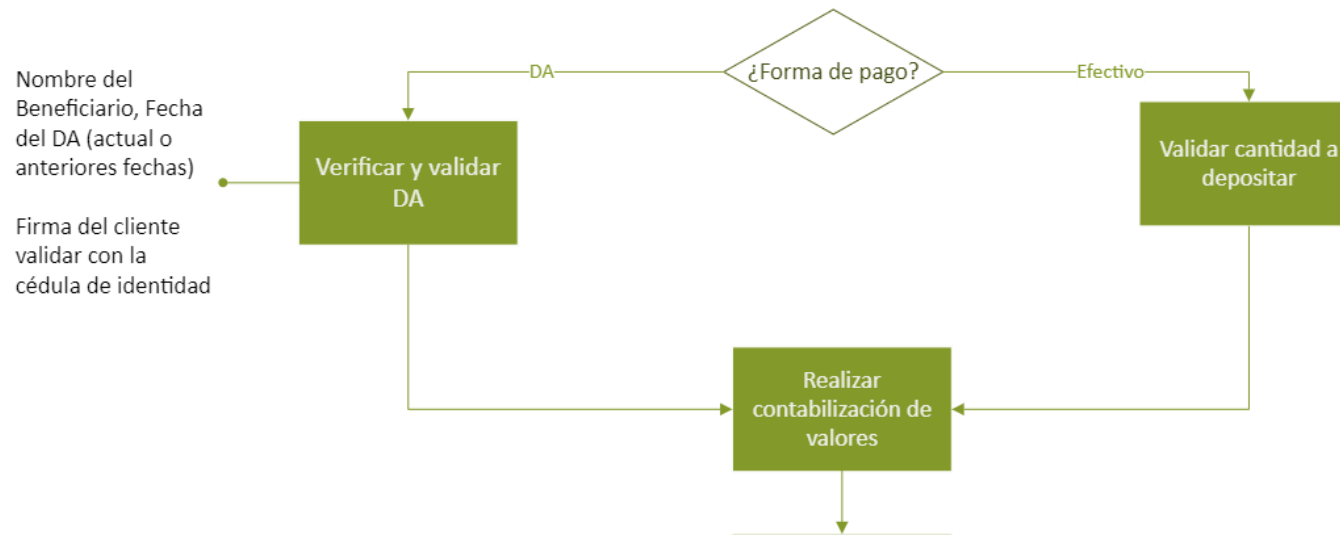 ¿Forma de pago?
DA
Efectivo
Nombre del
Beneficiario, Fecha
del DA (actual o
anteriores fechas)
Firma del cliente
validar con la
cédula de identidad
Verificar y validar
DA
Validar cantidad a
depositar
Realizar
contabilización de
valores